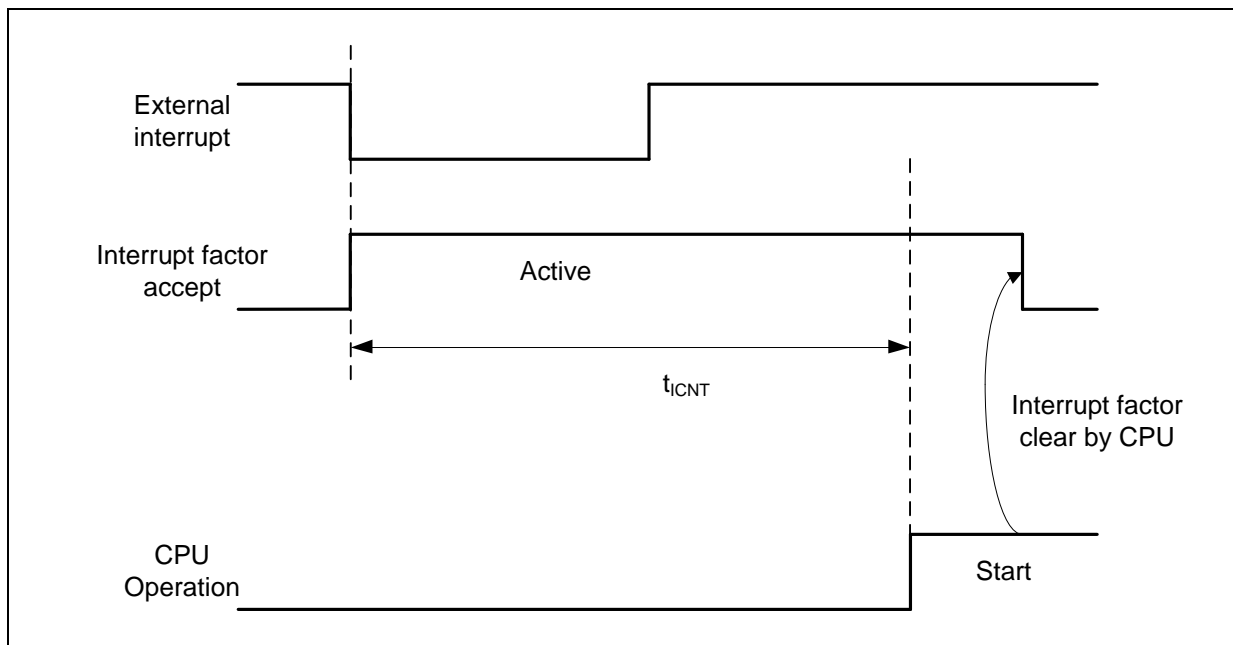 External
interrupt
Interrupt factor
accept
Active
tICNT
Interrupt factor
clear by CPU
CPU
Operation
Start